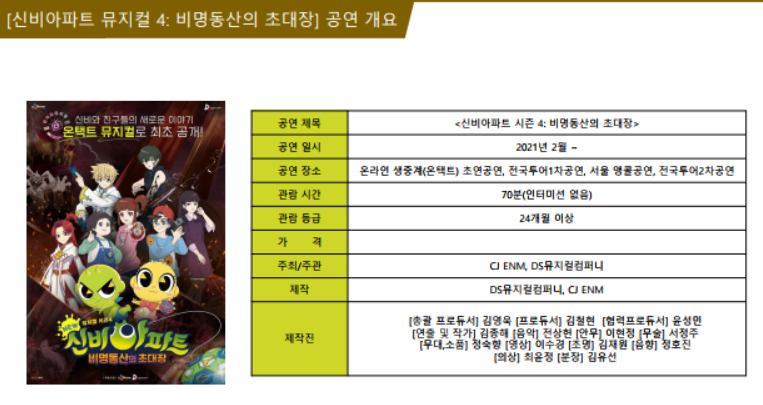 [신비아파트 뮤지컬 4: 비명동산의 초대장] 공연 개요
신비와 친구들의 새로운 이야기
온택트 뮤지컬로 최초 공개!
신비아파트
비명동산의 초대장
공연 제목 <신비아파트 시즌 4: 비명동산의 초대장>
공연 일시 2021년 2월 ~
공연 장소 온라인 생중계(온택트) 초연공연, 전국투어1차공연, 서울 앵콜공연, 전국투어2차공연
관람 시간 70분(인터미션 없음)
관람 등급 24개월 이상
가 격
주최/주관 CJ ENM, DS뮤지컬컴퍼니
제작 DS뮤지컬컴퍼니, CJ ENM
제작진
[총괄 프로듀서] 김영욱 [프로듀서] 김철현 [협력프로듀서] 윤성민
[연출 및 작가] 김종해 [음악] 전상헌 [안무] 이현정 [무술] 서정주
[무대,소품] 정숙향 [영상] 이수경 [조명] 김재원 [음향] 정호진
[의상] 최윤정 [분장] 김유선